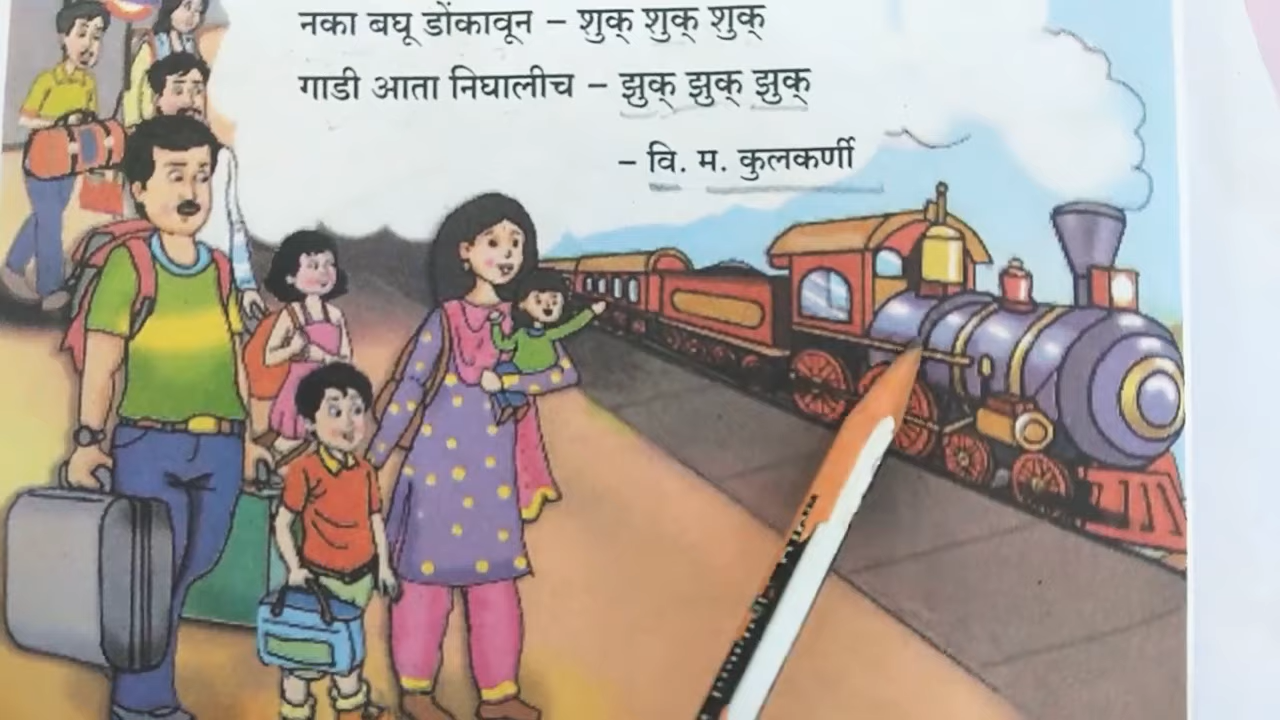 नका बघू डोंकावून – शुक् शुक् शुक्
गाडी आता निघालीच – झुक् झुक् झुक्
– वि. म. कुलकर्णी